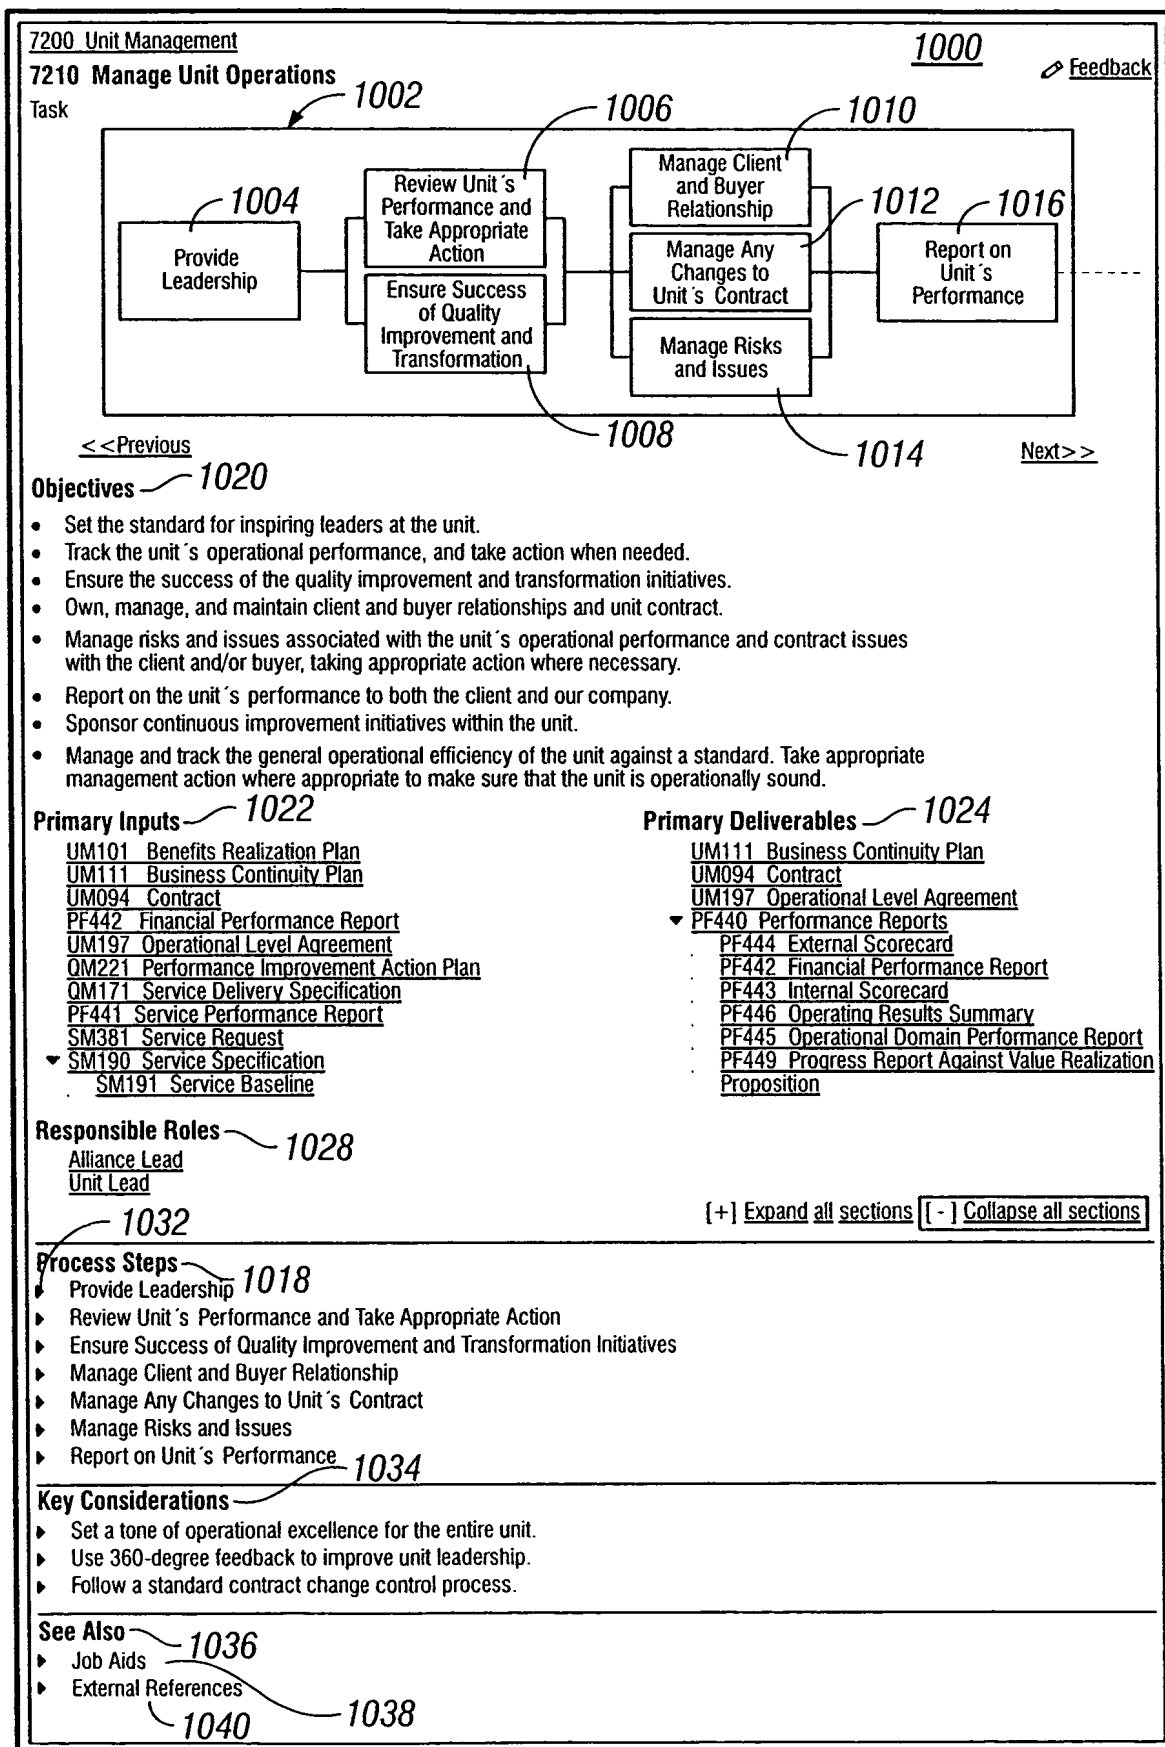 7200 Unit Management
1000
Feedback
7210 Manage Unit Operations
Task
1002
1006
1010
1004
1012
1016
Provide
Leadership
Review Unit´s
Performance and
Take Appropriate
Action
Ensure Success
of Quality
Improvement and
Transformation
Manage Client
and Buyer
Relationship
Manage Any
Changes to
Unit´s Contract
Manage Risks
and Issues
Report on
Unit´s
Performance
1008
1014
<<Previous
Next>>
Objectives 1020
• Set the standard for inspiring leaders at the unit.
• Track the unit´s operational performance, and take action when needed.
• Ensure the success of the quality improvement and transformation initiatives.
• Own, manage, and maintain client and buyer relationships and unit contract.
• Manage risks and issues associated with the unit´s operational performance and contract issues
with the client and/or buyer, taking appropriate action where necessary.
• Report on the unit´s performance to both the client and our company.
• Sponsor continuous improvement initiatives within the unit.
• Manage and track the general operational efficiency of the unit against a standard. Take appropriate
management action where appropriate to make sure that the unit is operationally sound.
Primary Inputs 1022
UM101 Benefits Realization Plan
UM111 Business Continuity Plan
UM094 Contract
PF442 Financial Performance Report
UM197 Operational Level Agreement
QM221 Performance Improvement Action Plan
QM171 Service Delivery Specification
PF441 Service Performance Report
SM381 Service Request
SM190 Service Specification
SM191 Service Baseline
Primary Deliverables 1024
UM111 Business Continuity Plan
UM094 Contract
UM197 Operational Level Agreement
PF440 Performance Reports
PF444 External Scorecard
PF442 Financial Performance Report
PF443 Internal Scorecard
PF446 Operating Results Summary
PF445 Operational Domain Performance Report
PF449 Progress Report Against Value Realization
Proposition
Responsible Roles 1028
Alliance Lead
Unit Lead
[+] Expand all sections [-] Collapse all sections
1032
Process Steps 1018
Provide Leadership
Review Unit´s Performance and Take Appropriate Action
Ensure Success of Quality Improvement and Transformation Initiatives
Manage Client and Buyer Relationship
Manage Any Changes to Unit´s Contract
Manage Risks and Issues
Report on Unit´s Performance
1034
Key Considerations
Set a tone of operational excellence for the entire unit.
Use 360-degree feedback to improve unit leadership.
Follow a standard contract change control process.
See Also 1036
Job Aids
External References
1038
1040